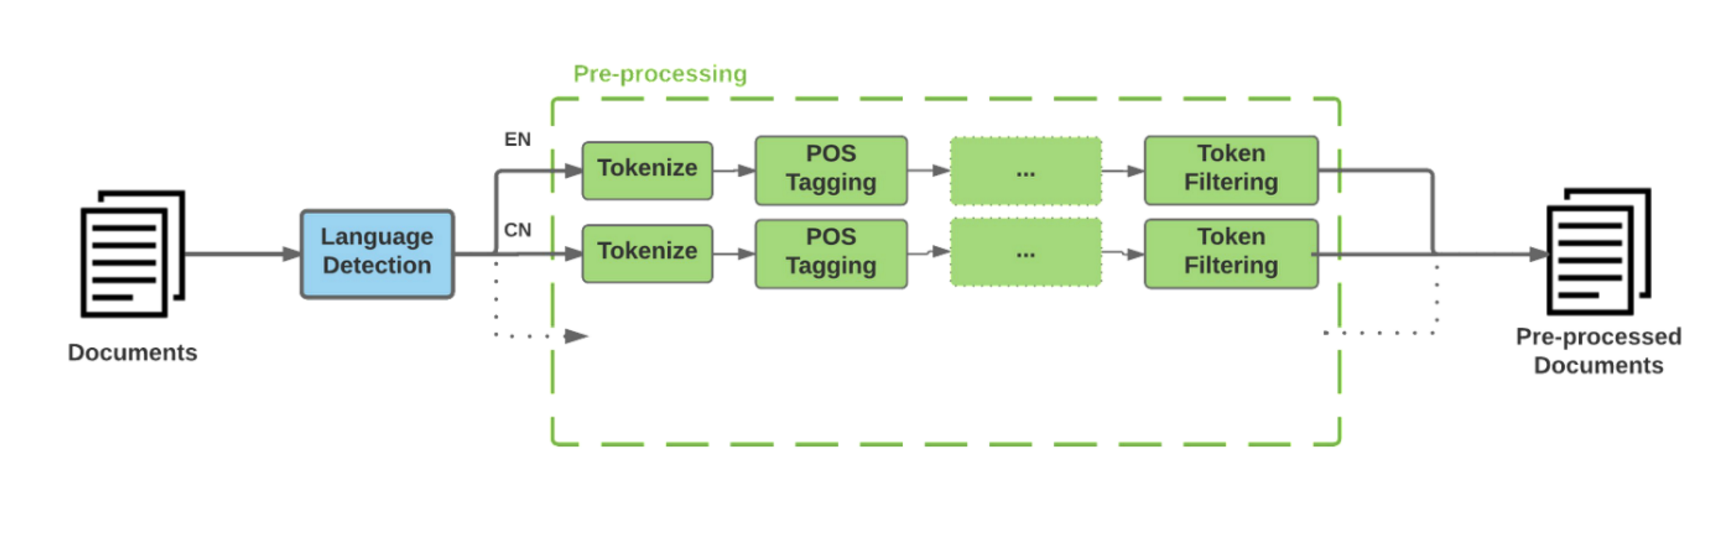 Pre-processing
EN
Tokenize
POS
Tagging
...
Token
Filtering
CN
Tokenize
POS
Tagging
...
Token
Filtering
Language
Detection
Documents
Pre-processed
Documents